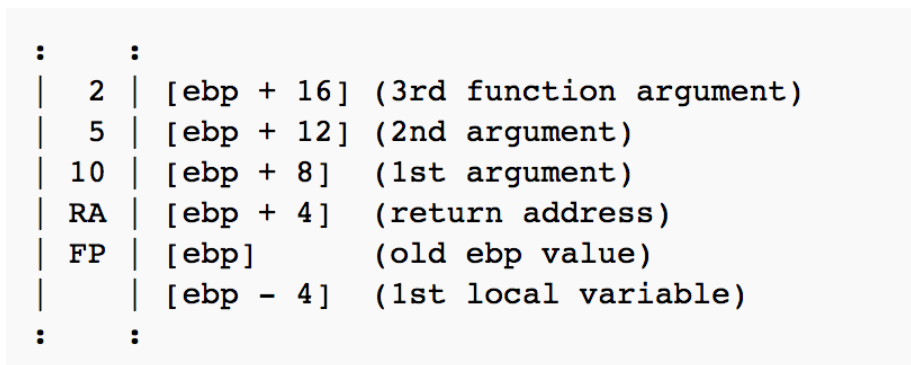 :    :
|  2 | [ebp + 16] (3rd function argument)
|  5 | [ebp + 12] (2nd argument)
| 10 | [ebp + 8]  (1st argument)
| RA | [ebp + 4]  (return address)
| FP | [ebp]      (old ebp value)
|    | [ebp - 4]  (1st local variable)
:    :